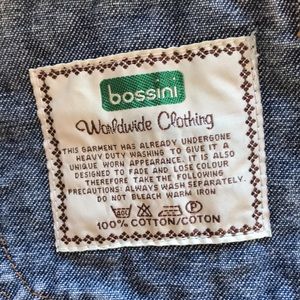 bossini
Worldwide Clothing
THIS GARMENT HAS ALREADY UNDERGONE
HEAVY DUTY WASHING TO GIVE IT A
UNIQUE WORN APPEARANCE. IT IS ALSO
DESIGNED TO FADE AND LOSE COLOUR
THEREFORE TAKE THE FOLLOWING
PRECAUTIONS: ALWAYS WASH SEPARATELY.
DO NOT BLEACH WARM IRON
P
100% COTTON/COTON